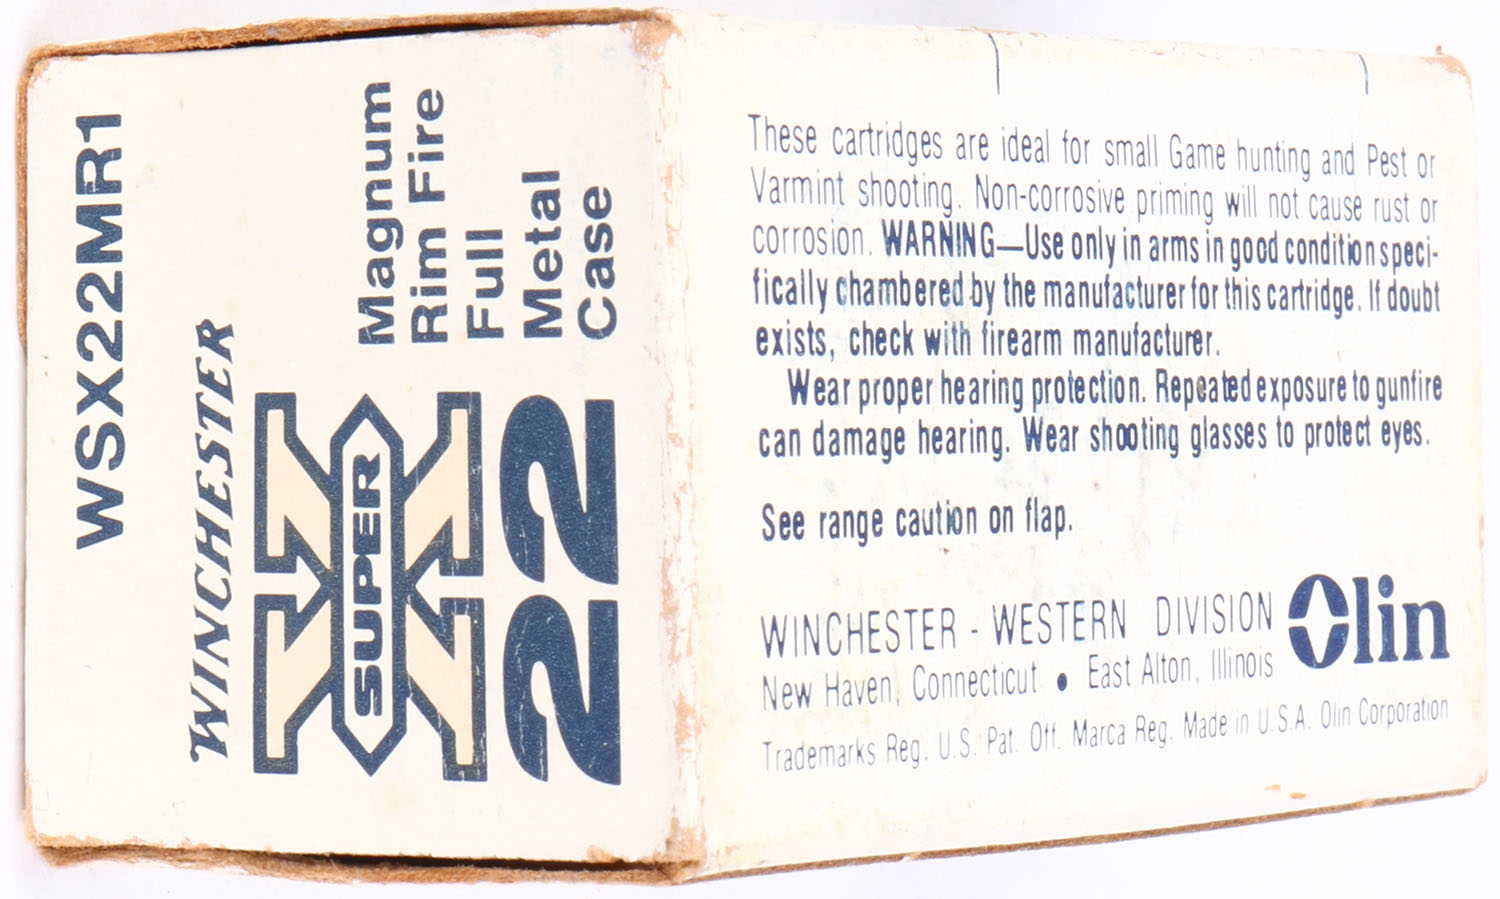 WSX22MR1
WINCHESTER
SUPER X
22
Magnum
Rim Fire
Full
Metal
Case
These cartridges are ideal for small Game hunting and Pest or
Varmint shooting. Non-corrosive priming will not cause rust or
corrosion. WARNING—Use only in arms in good condition speci-
fically chambered by the manufacturer for this cartridge. If doubt
exists, check with firearm manufacturer.
Wear proper hearing protection. Repeated exposure to gunfire
can damage hearing. Wear shooting glasses to protect eyes.
See range caution on flap.
WINCHESTER - WESTERN DIVISION
New Haven, Connecticut • East Alton, Illinois
Olin
Trademarks Reg. U.S. Pat. Off. Marca Reg. Made in U.S.A. Olin Corporation